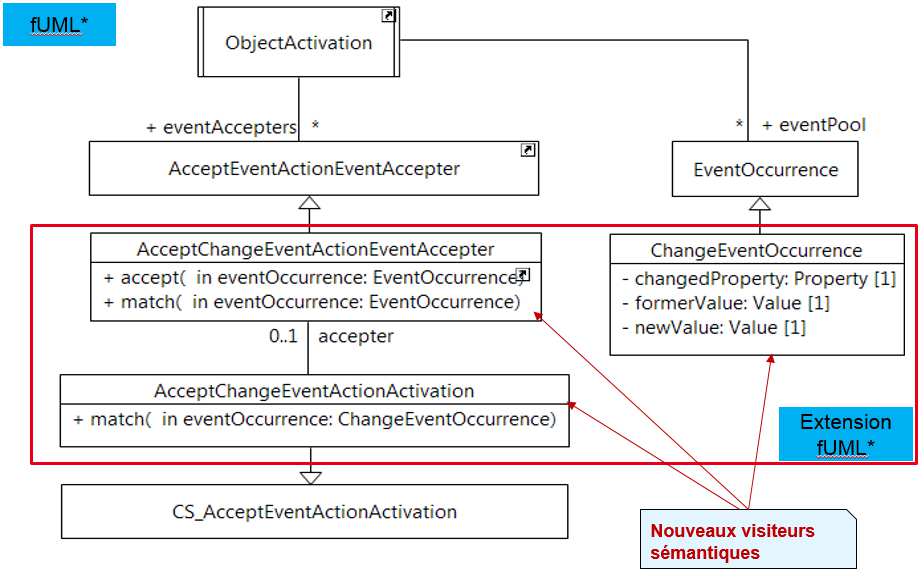 fUML*
ObjectActivation
+ eventAccepters *
* + eventPool
AcceptEventActionEventAccepter
EventOccurrence
AcceptChangeEventActionEventAccepter
+ accept( in eventOccurrence: EventOccurrence)
+ match( in eventOccurrence: EventOccurrence)
ChangeEventOccurrence
- changedProperty: Property [1]
- formerValue: Value [1]
- newValue: Value [1]
0..1 accepter
AcceptChangeEventActionActivation
+ match( in eventOccurrence: ChangeEventOccurrence)
Extension
fUML*
CS_AcceptEventActionActivation
Nouveaux visiteurs
sémantiques